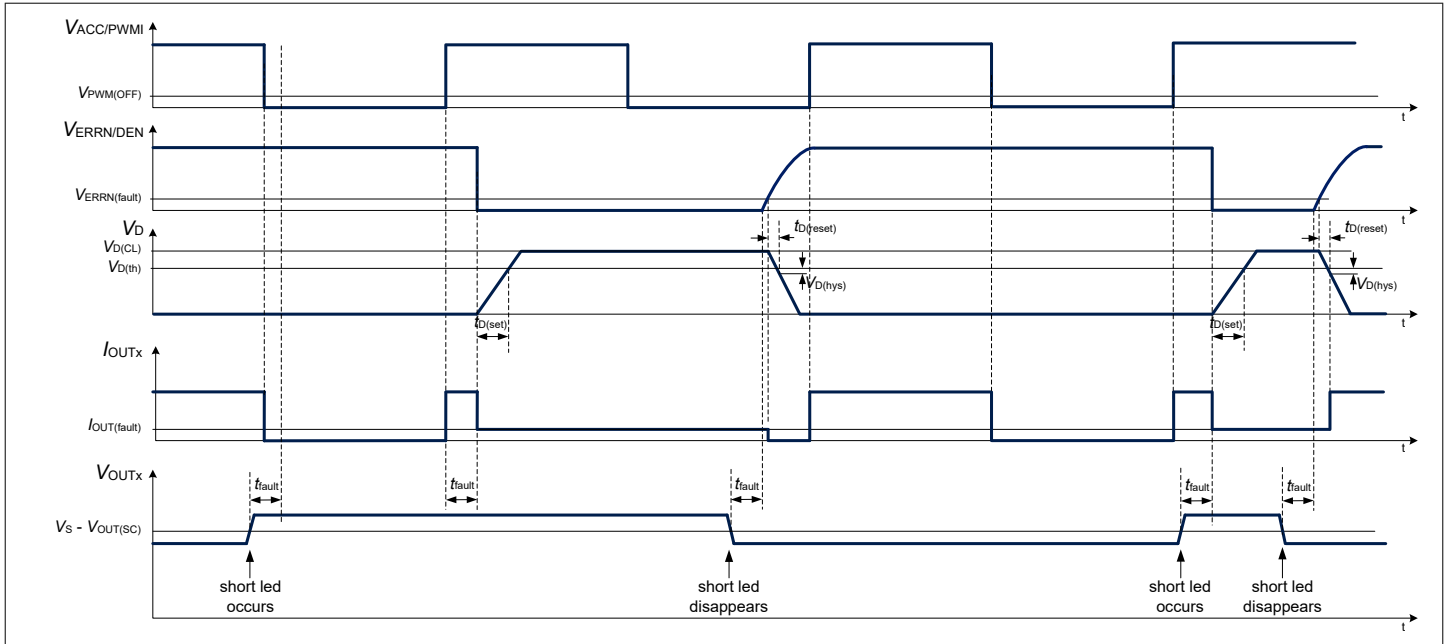 VACC/PWMI
VPWM(OFF)
t
VERRN/DEN
VERRN(fault)
t
VD
tD(reset)
tD(reset)
VD(CL)
VD(th)
VD(hys)
VD(hys)
tD(set)
tD(set)
t
IOUTx
IOUT(fault)
t
VOUTx
tfault
tfault
tfault
tfault
tfault
VS - VOUT(SC)
short led
occurs
short led
disappears
short led
occurs
short led
disappears
t